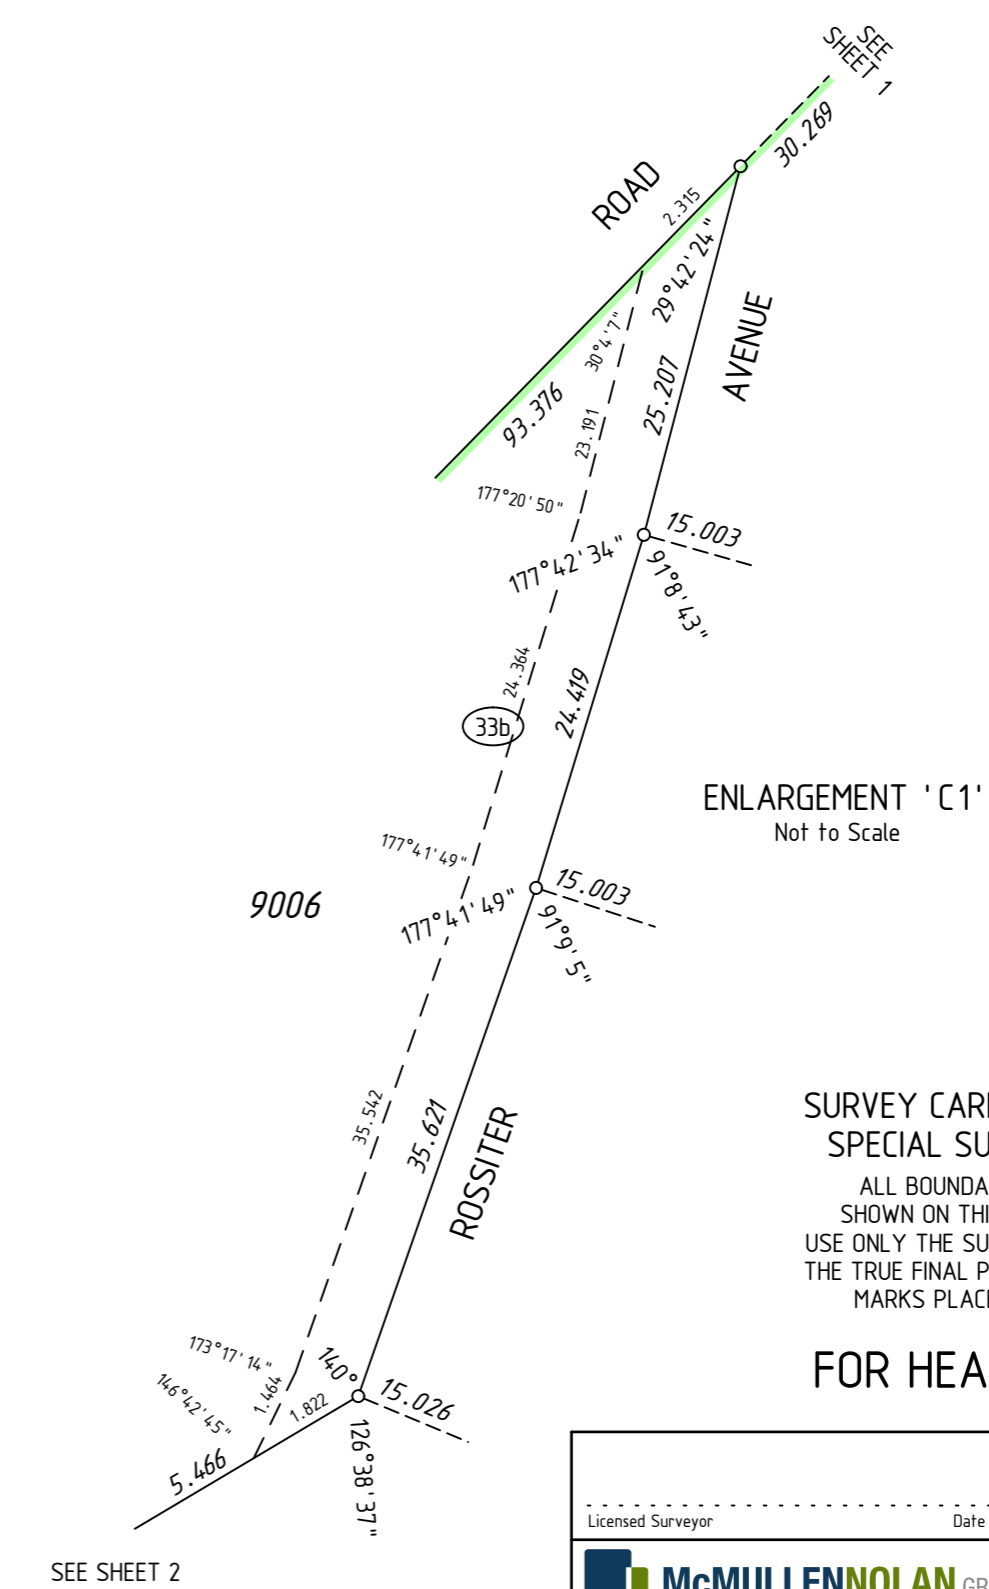 SEE
SHEET 1
30.269
ROAD
2.315
29°42'24"
AVENUE
30°4'7"
25.207
93.376
23.191
177°20'50"
15.003
177°42'34"
91°8'43"
24.364
24.419
33b
ENLARGEMENT 'C1'
Not to Scale
177°41'49"
15.003
9006
177°41'49"
91°9'5"
35.542
35.621
ROSSITER
SURVEY CAR
SPECIAL SU
ALL BOUNDA
SHOWN ON THI
USE ONLY THE SU
THE TRUE FINAL P
MARKS PLAC
173°17'14"
140°
FOR HEA
146°42'45"
1.464
1.822
15.026
126°38'37"
5.466
Licensed Surveyor Date
SEE SHEET 2
McMULLENNOLAN GR